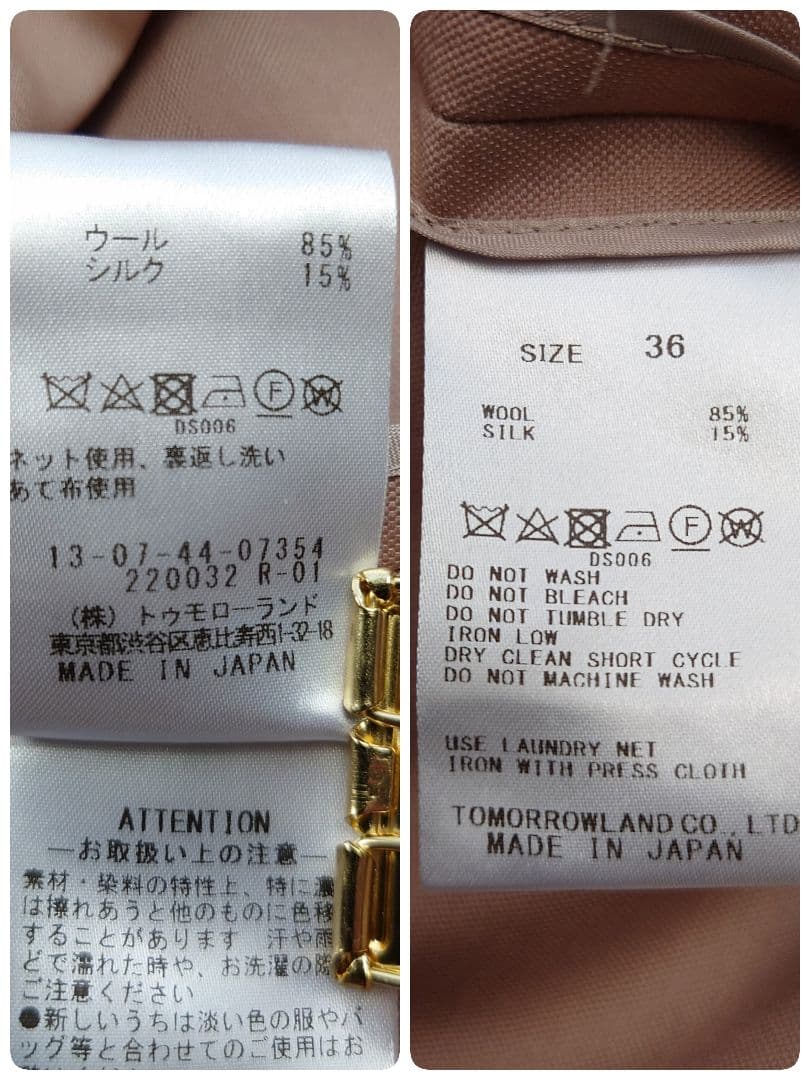 ウール 85%
シルク 15%
F W
DS006
ネット使用、裏返し洗い
あて布使用
13-07-44-07354
220032 R-01
(株) トゥモローランド
東京都渋谷区恵比寿西1-32-18
MADE IN JAPAN
ATTENTION
―お取扱い上の注意―
素材・染料の特性上、特に濃
は擦れあうと他のものに色移
することがあります 汗や雨
どで濡れた時や、お洗濯の際
ご注意ください
●新しいうちは淡い色の服やバ
ッグ等と合わせてのご使用はお
SIZE 36
WOOL 85%
SILK 15%
F W
DS006
DO NOT WASH
DO NOT BLEACH
DO NOT TUMBLE DRY
IRON LOW
DRY CLEAN SHORT CYCLE
DO NOT MACHINE WASH
USE LAUNDRY NET
IRON WITH PRESS CLOTH
TOMORROWLAND CO., LTD
MADE IN JAPAN